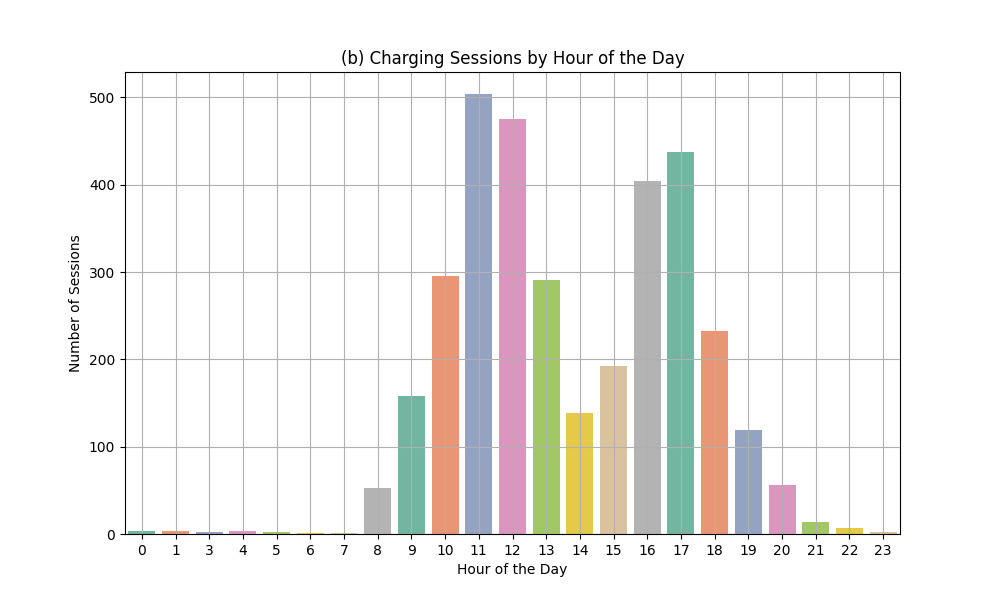 (b) Charging Sessions by Hour of the Day
Number of Sessions
500
400
300
200
100
0
0 1 3 4 5 6 7 8 9 10 11 12 13 14 15 16 17 18 19 20 21 22 23
Hour of the Day